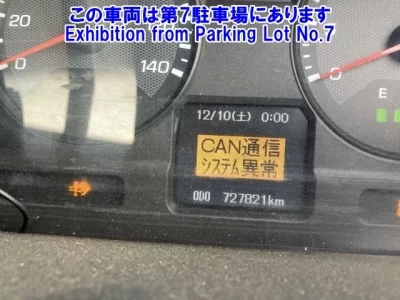 この車両は第7駐車場にあります
Exhibition from Parking Lot No.7
20
0
140
E
12/10(土) 0:00
CAN通信
システム異常
ODO 727821km